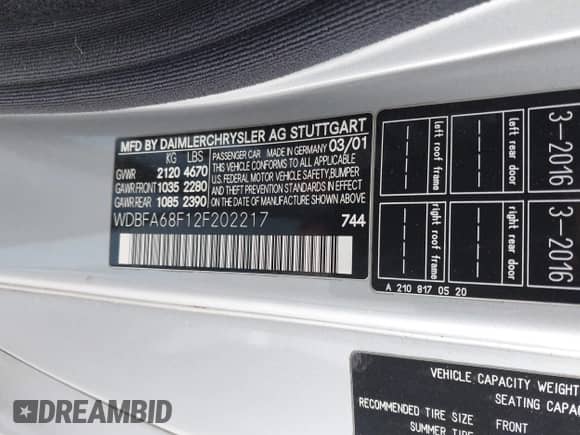 MFD BY DAIMLERCHRYSLER AG STUTTGART
KG LBS PASSENGER CAR MADE IN GERMANY 03/01
GVWR 2120 4670
GAWR FRONT 1035 2280
GAWR REAR 1085 2390
THIS CAR CONFORMS TO ALL APPLICABLE
U.S. FEDERAL MOTOR VEHICLE SAFETY, BUMPER
AND THEFT PREVENTION STANDARDS IN EFFECT
ON THE DATE OF MANUFACTURE SHOWN ABOVE.
WDBFA68F12F202217 744
left roof frame
left rear door
right roof frame
right rear door
3-2016
3-2016
A 210 817 05 20
VEHICLE CAPACITY WEIGHT
SEATING CAPA
RECOMMENDED TIRE SIZE FRONT
SUMMER TIRE
DREAMBID